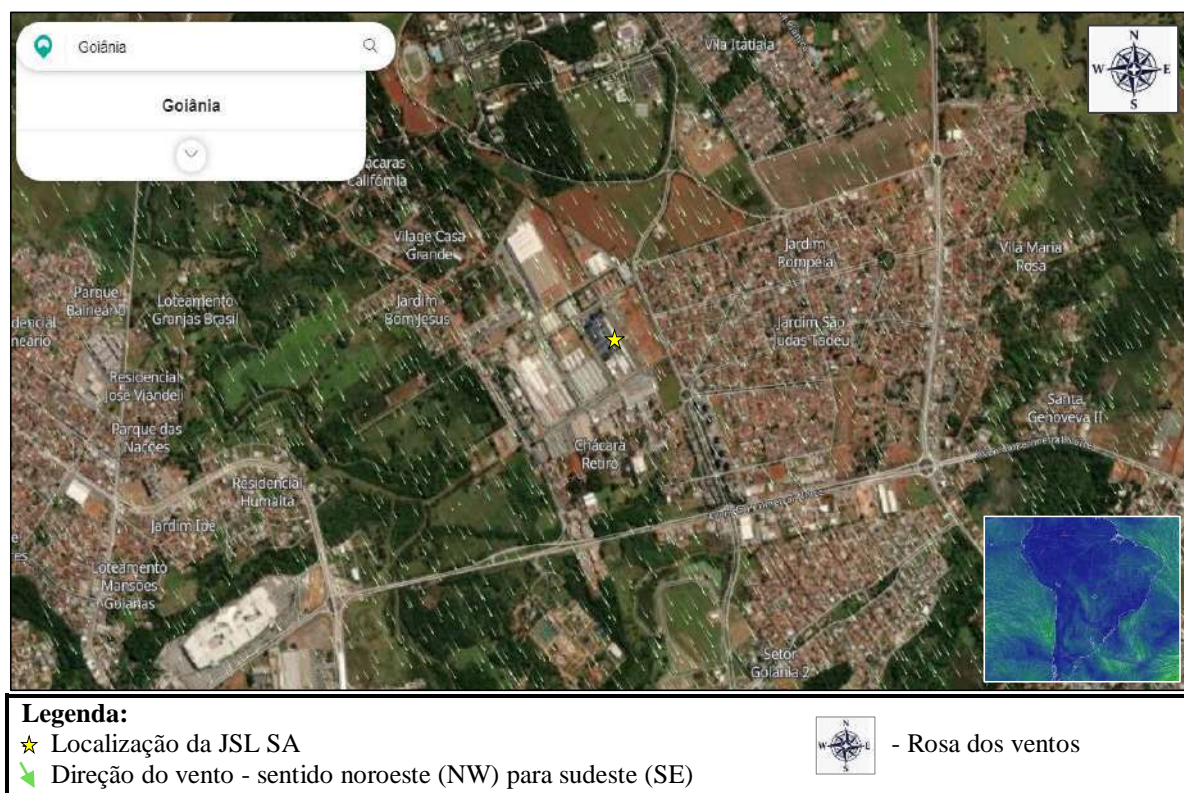 Goiânia
Goiânia
Vila Itatiaia
N
W E
S
Califórnia
Vilage Casa
Grande
Jardim
Pompeia
Vila Maria
Rosa
Parque
Balneário
Loteamento
Granjas Brasil
Jardim
Bom Jesus
Jardim São
Judas Tadeu
Residencial
José Viandeli
Parque das
Nações
Santa
Genoveva II
Chácara
Retiro
Residencial
Humaitá
Jardim Ipê
Loteamento
Mansões
Goianas
Setor
Goiânia 2
Legenda:
Localização da JSL SA
Direção do vento - sentido noroeste (NW) para sudeste (SE)
N
W E
S
- Rosa dos ventos